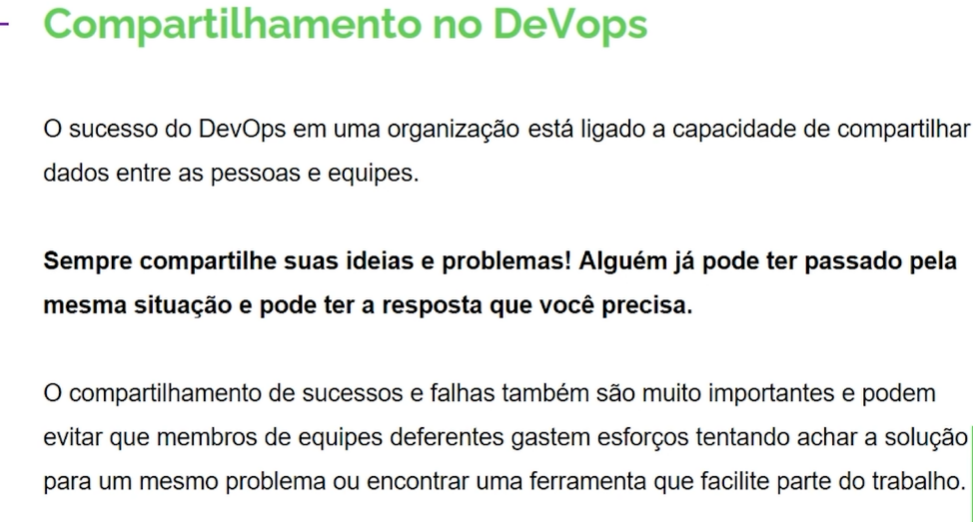 Compartilhamento no DeVops
O sucesso do DevOps em uma organização está ligado a capacidade de compartilhar
dados entre as pessoas e equipes.
Sempre compartilhe suas ideias e problemas! Alguém já pode ter passado pela
mesma situação e pode ter a resposta que você precisa.
O compartilhamento de sucessos e falhas também são muito importantes e podem
evitar que membros de equipes deferentes gastem esforços tentando achar a solução
para um mesmo problema ou encontrar uma ferramenta que facilite parte do trabalho.